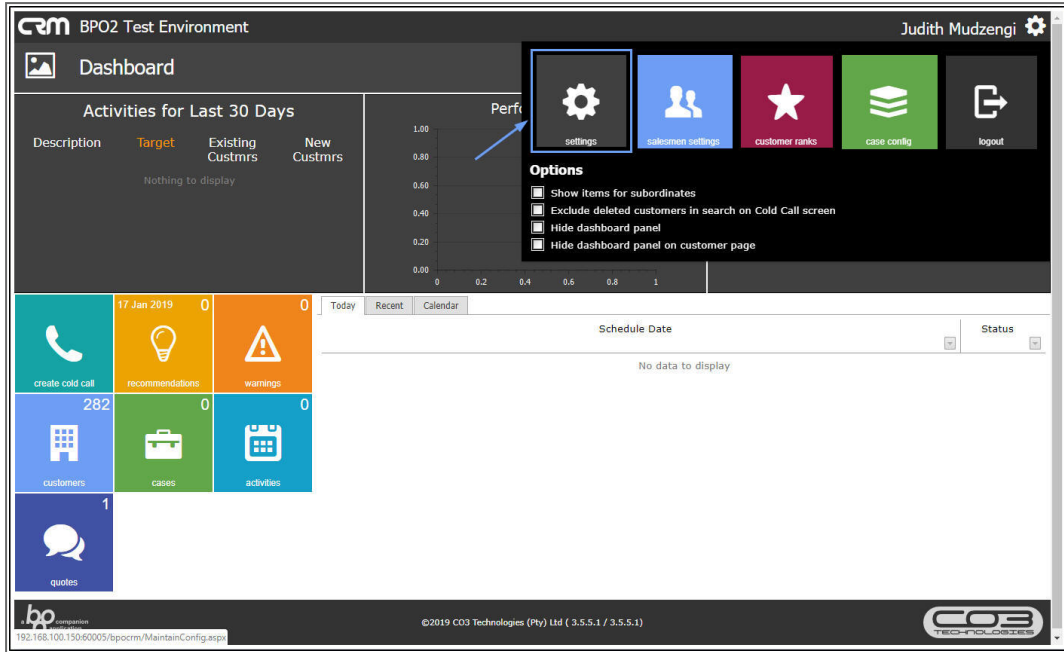 CRM BPO2 Test Environment
Judith Mudzengi
Dashboard
settings
salesmen settings
customer ranks
case config
logout
Options
Show items for subordinates
Exclude deleted customers in search on Cold Call screen
Hide dashboard panel
Hide dashboard panel on customer page
Activities for Last 30 Days
Description Target Existing Custmrs New Custmrs
Nothing to display
Perfo
1.00
0.80
0.60
0.40
0.20
0.00
0 0.2 0.4 0.6 0.8 1
create cold call
17 Jan 2019 0
recommendations
0
warnings
282
customers
0
cases
0
activities
1
quotes
Today Recent Calendar
Schedule Date Status
No data to display
a bpo companion
192.168.100.150:60005/bpocrm/MaintainConfig.aspx
©2019 CO3 Technologies (Pty) Ltd ( 3.5.5.1 / 3.5.5.1)
CO3
TECHNOLOGIES